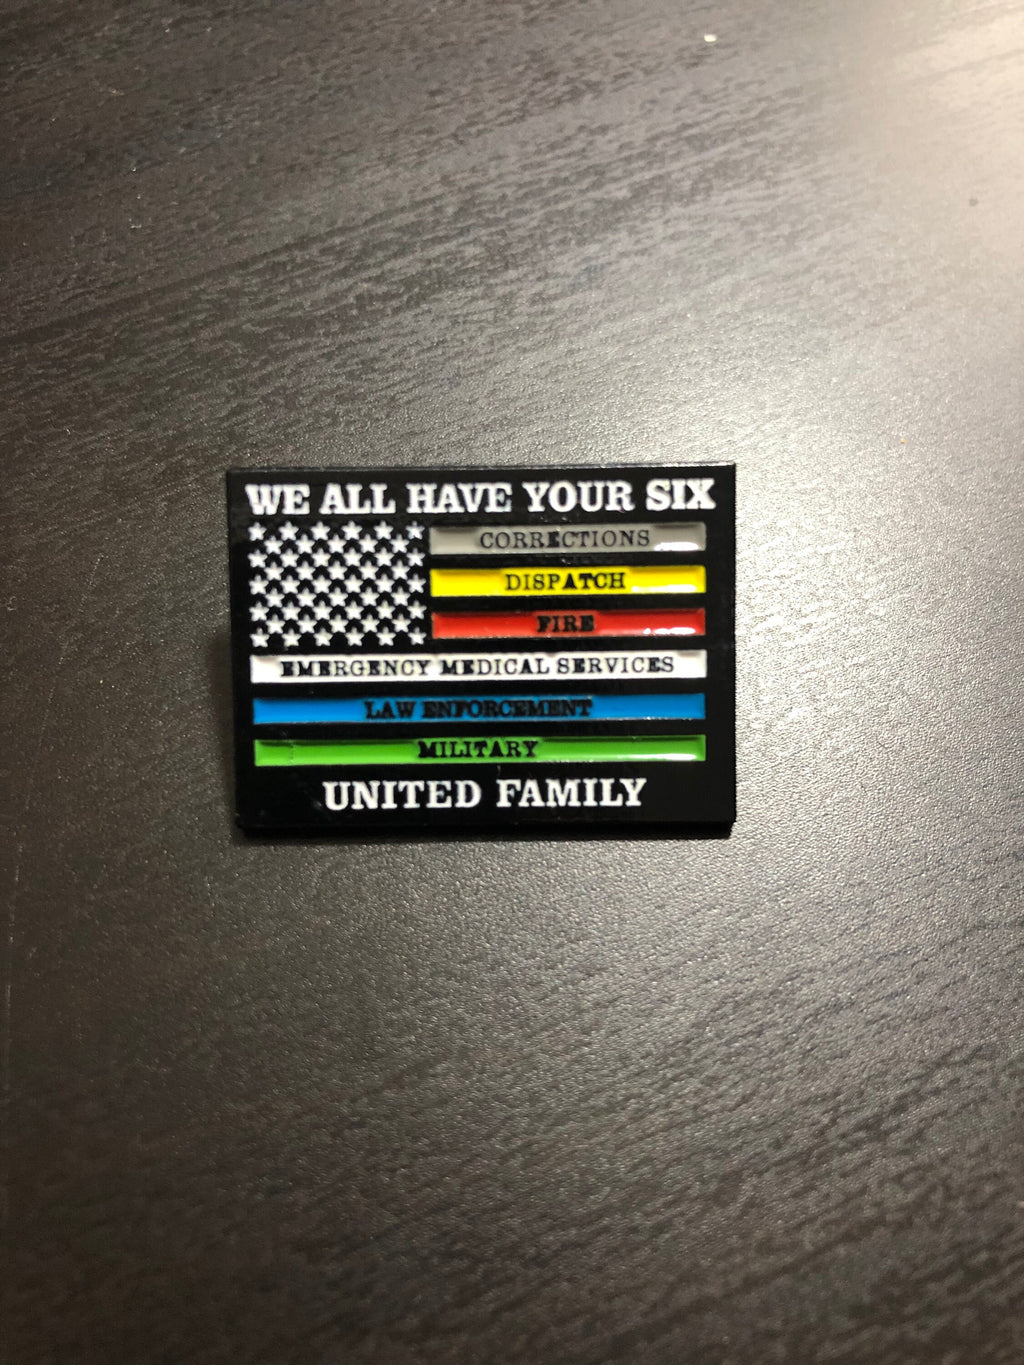 WE ALL HAVE YOUR SIX
CORRECTIONS
DISPATCH
FIRE
EMERGENCY MEDICAL SERVICES
LAW ENFORCEMENT
MILITARY
UNITED FAMILY